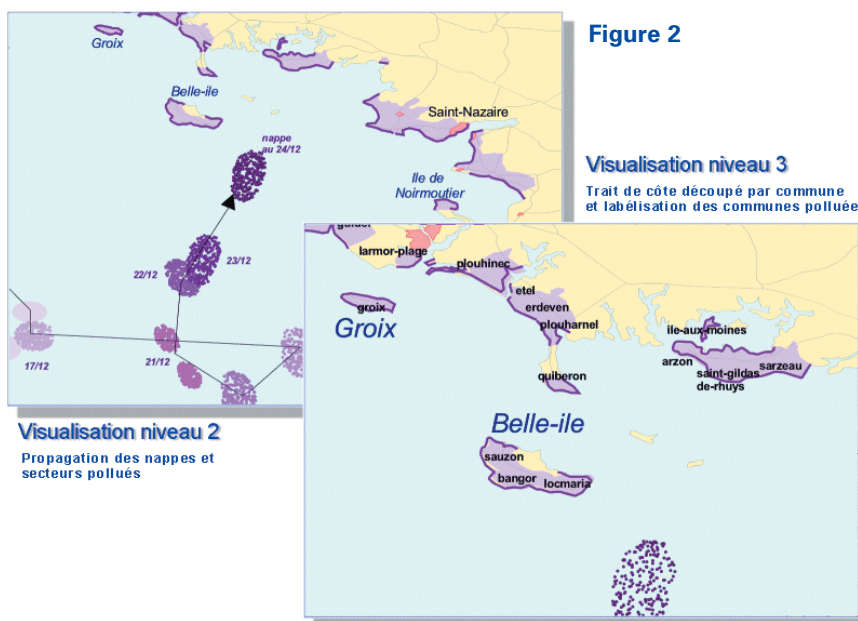 Figure 2
Groix
Belle-ile
Saint-Nazaire
nappe
au 24/12
Ile de
Noirmoutier
23/12
22/12
21/12
17/12
Visualisation niveau 2
Propagation des nappes et
secteurs pollués
Visualisation niveau 3
Trait de côte découpé par commune
et labélisation des communes polluée
larmor-plage
plouhinec
etel
erdeven
plouharnel
groix
Groix
ile-aux-moines
quiberon
arzon
saint-gildas
de-rhuys
sarzeau
Belle-ile
sauzon
bangor
locmaria